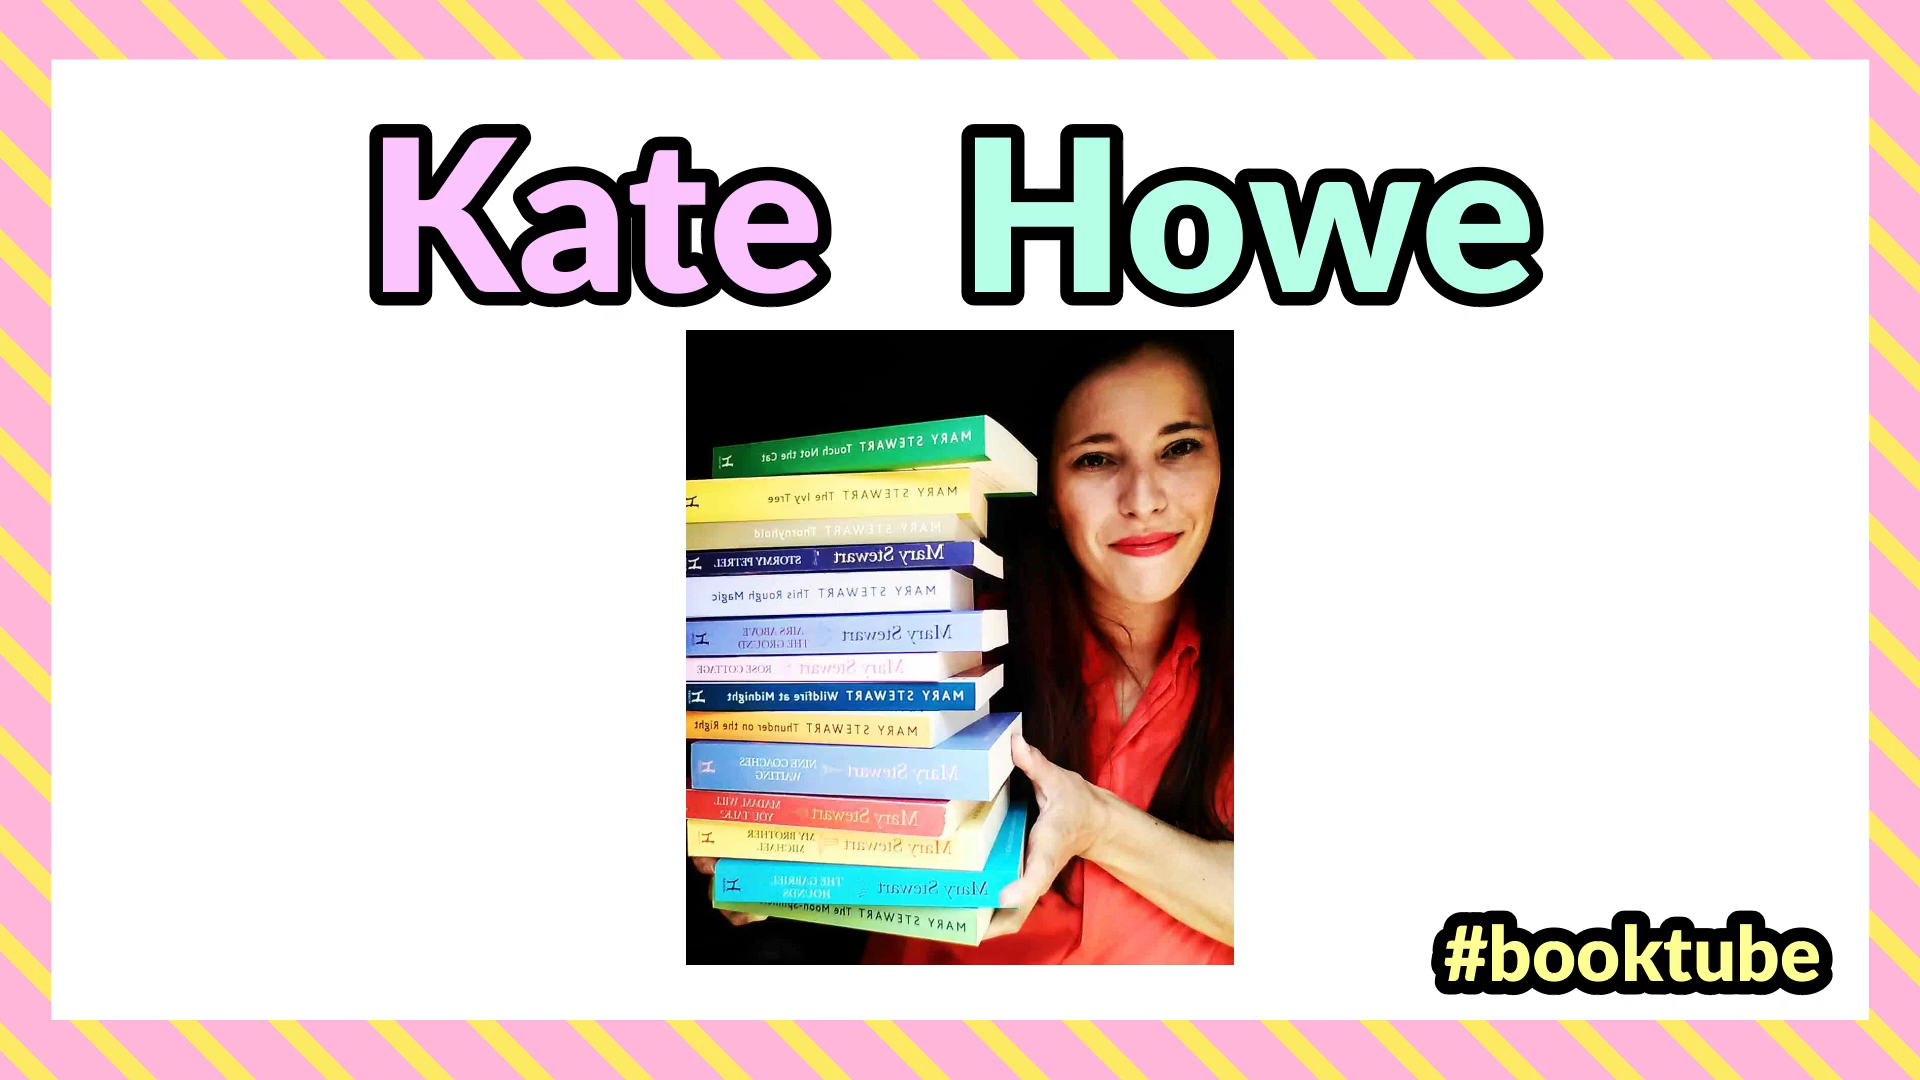 Kate Howe
MARY STEWART Touch Not the Cat
MARY STEWART The Ivy Tree
MARY STEWART Thornyhold
Mary Stewart STORMY PETREL
MARY STEWART This Rough Magic
Mary Stewart AIRS ABOVE
THE GROUND
Mary Stewart ROSE COTTAGE
MARY STEWART Wildfire at Midnight
MARY STEWART Thunder on the Right
Mary Stewart NINE COACHES
WAITING
Mary Stewart MADAM, WILL
YOU TALK?
Mary Stewart MY BROTHER
MICHAEL
Mary Stewart THE GABRIEL
HOUNDS
MARY STEWART The
#booktube